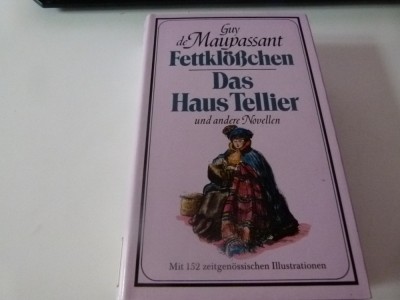 Guy
de Maupassant
Fettklößchen
Das
Haus Tellier
und andere Novellen
Mit 152 zeitgenössischen Illustrationen